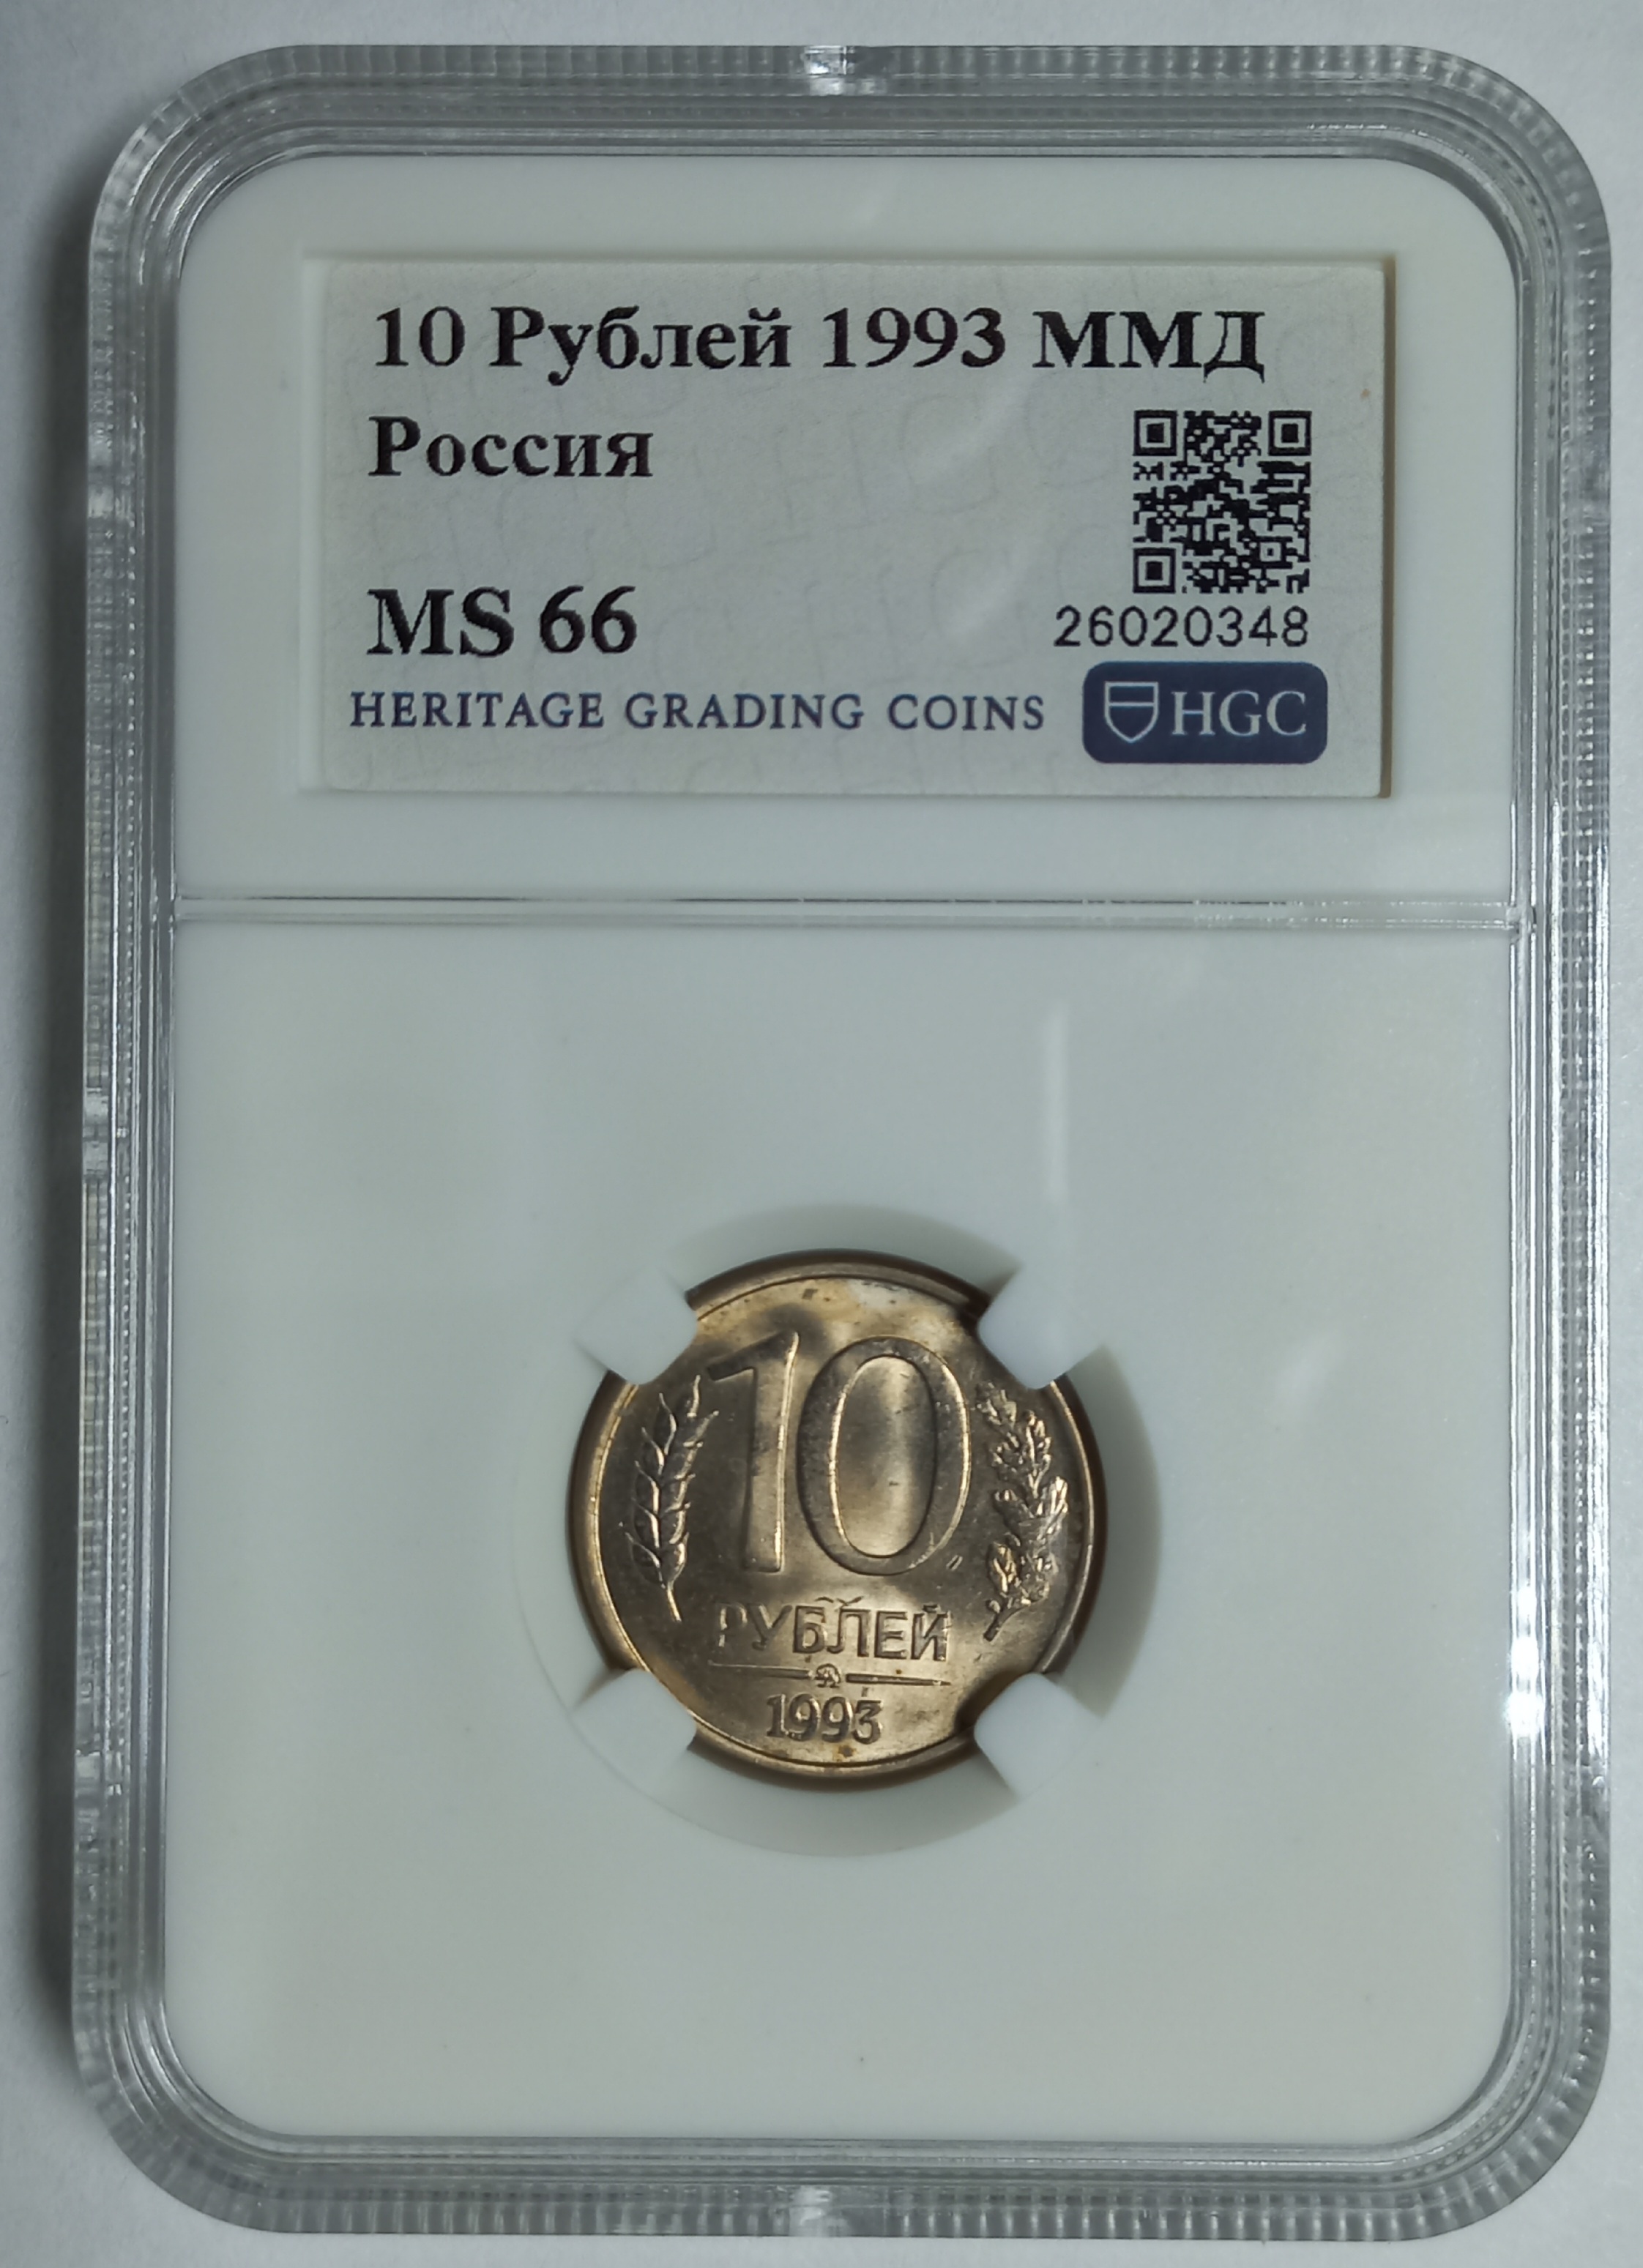 10 Рублей 1993 ММД
Россия
MS 66
26020348
HERITAGE GRADING COINS HGC
10
РУБЛЕЙ
1993